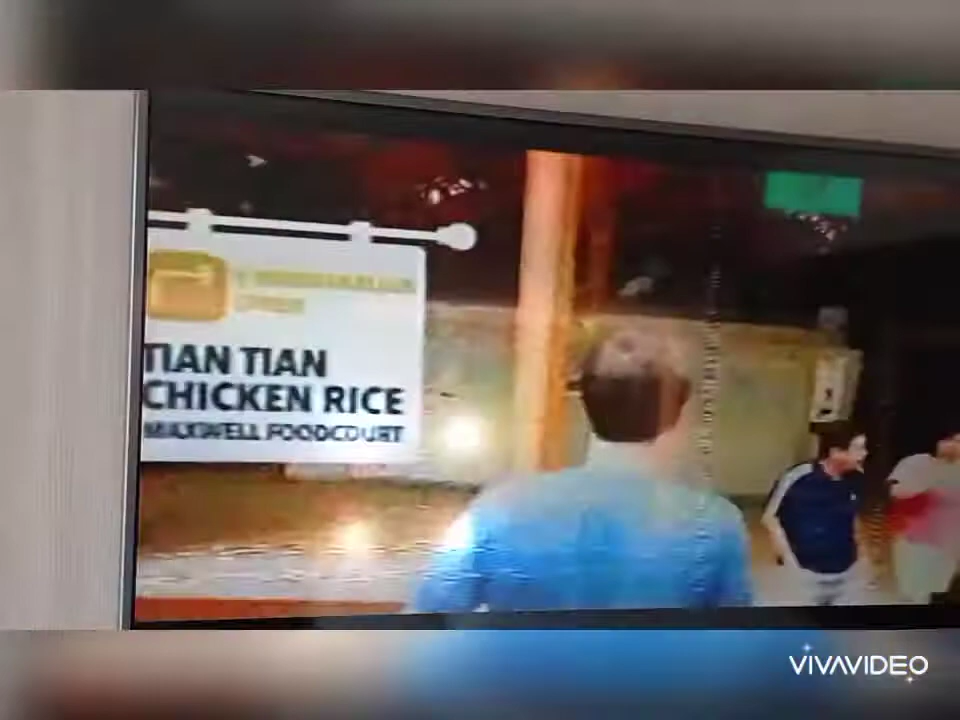 TIAN TIAN
CHICKEN RICE
MAXWELL FOODCOURT
VIVAVIDEO